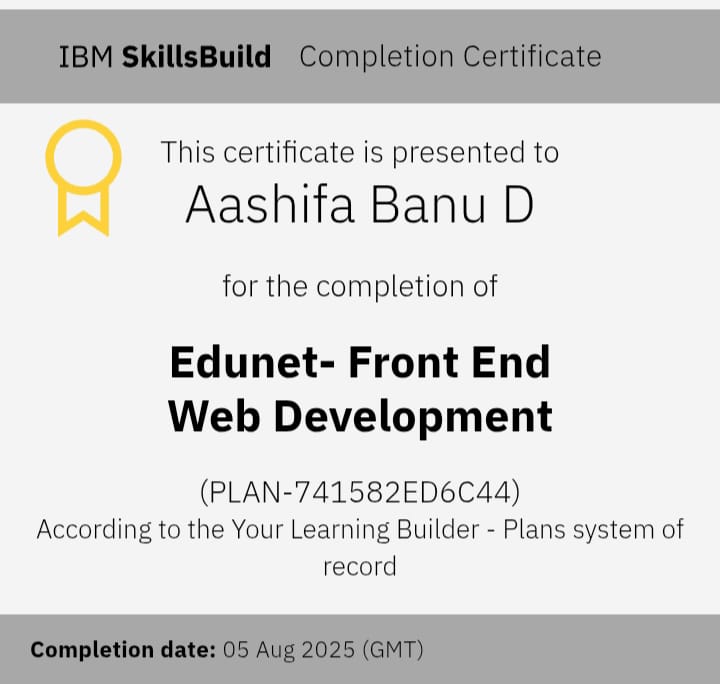 IBM SkillsBuild Completion Certificate
This certificate is presented to
Aashifa Banu D
for the completion of
Edunet- Front End
Web Development
(PLAN-741582ED6C44)
According to the Your Learning Builder - Plans system of
record
Completion date: 05 Aug 2025 (GMT)